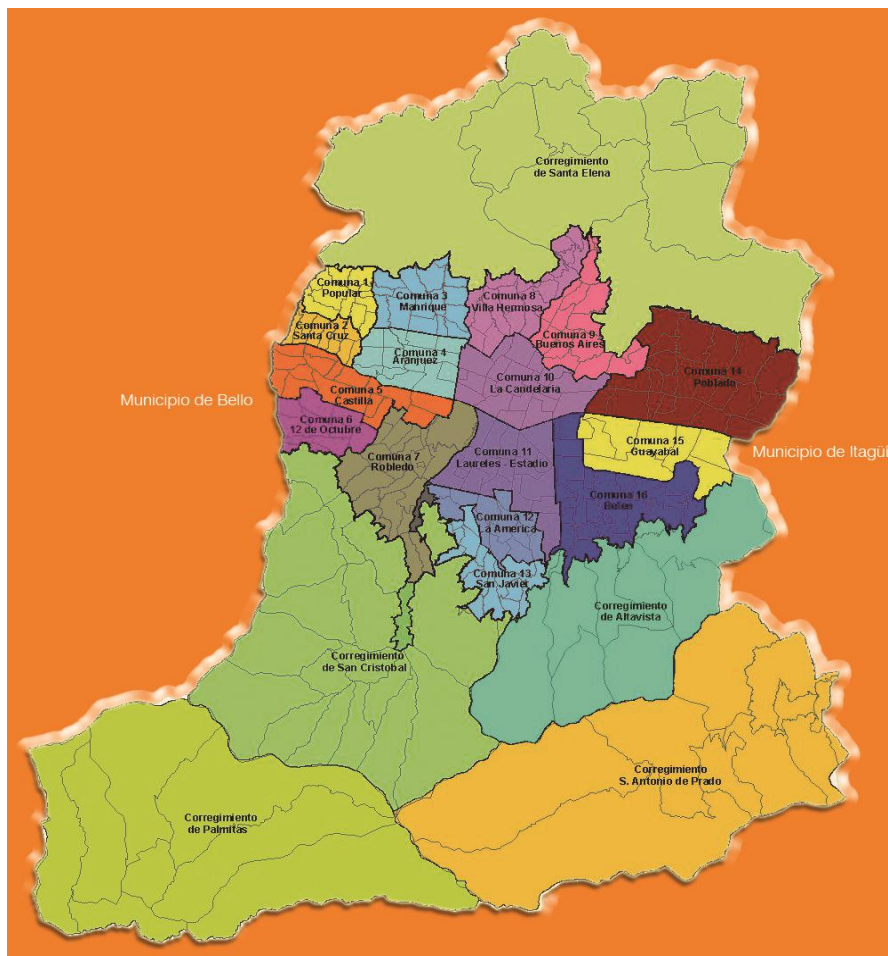 Corregimiento
de Santa Elena
Comuna 1
Popular
Comuna 3
Manrique
Comuna 8
Villa Hermosa
Comuna 2
Santa Cruz
Comuna 4
Aranjuez
Comuna 9
Buenos Aires
Comuna 14
Poblado
Comuna 10
La Candelaria
Municipio de Bello
Comuna 5
Castilla
Comuna 6
12 de Octubre
Comuna 7
Robledo
Comuna 11
Laureles - Estadio
Comuna 15
Guayabal
Municipio de Itagüí
Comuna 16
Belén
Comuna 12
La America
Comuna 13
San Javier
Corregimiento
de Altavista
Corregimiento
de San Cristobal
Corregimiento
S. Antonio de Prado
Corregimiento
de Palmitas